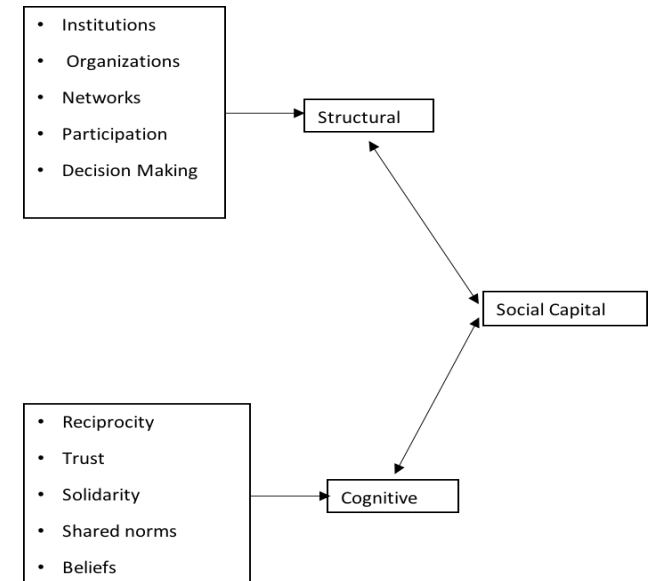 • Institutions
• Organizations
• Networks
• Participation
• Decision Making
Structural
Social Capital
• Reciprocity
• Trust
• Solidarity
• Shared norms
• Beliefs
Cognitive